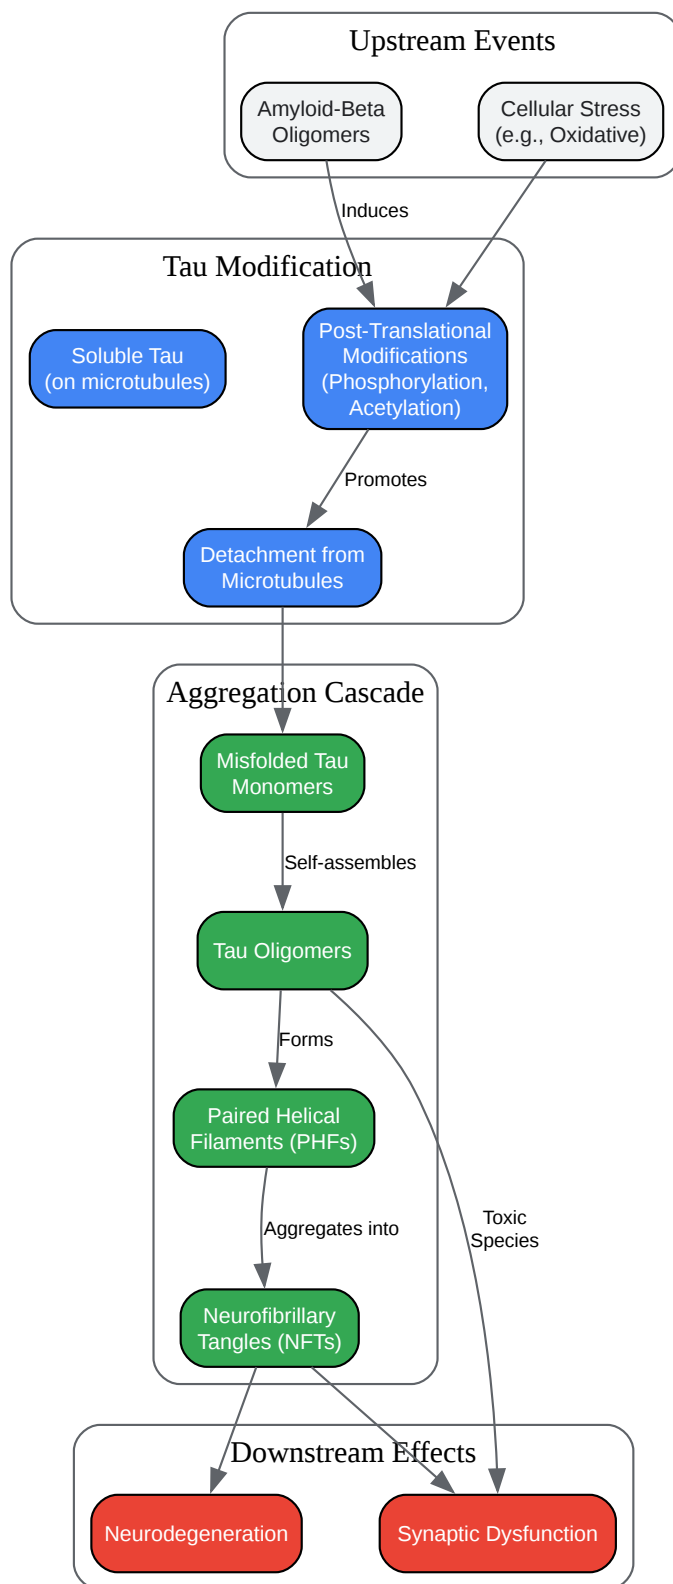 Upstream Events
Amyloid-Beta
Oligomers
Cellular Stress
(e.g., Oxidative)
Induces
Tau Modification
Soluble Tau
(on microtubules)
Post-Translational
Modifications
(Phosphorylation,
Acetylation)
Promotes
Detachment from
Microtubules
Aggregation Cascade
Misfolded Tau
Monomers
Self-assembles
Tau Oligomers
Forms
Paired Helical
Filaments (PHFs)
Aggregates into
Toxic
Species
Neurofibrillary
Tangles (NFTs)
Downstream Effects
Neurodegeneration
Synaptic Dysfunction